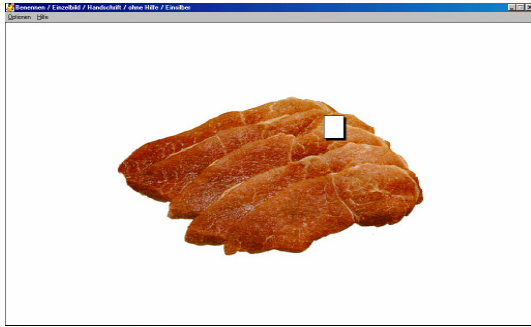 Benennen / Einzelbild / Handschrift / ohne Hilfe / Einsilber
Optionen Hilfe